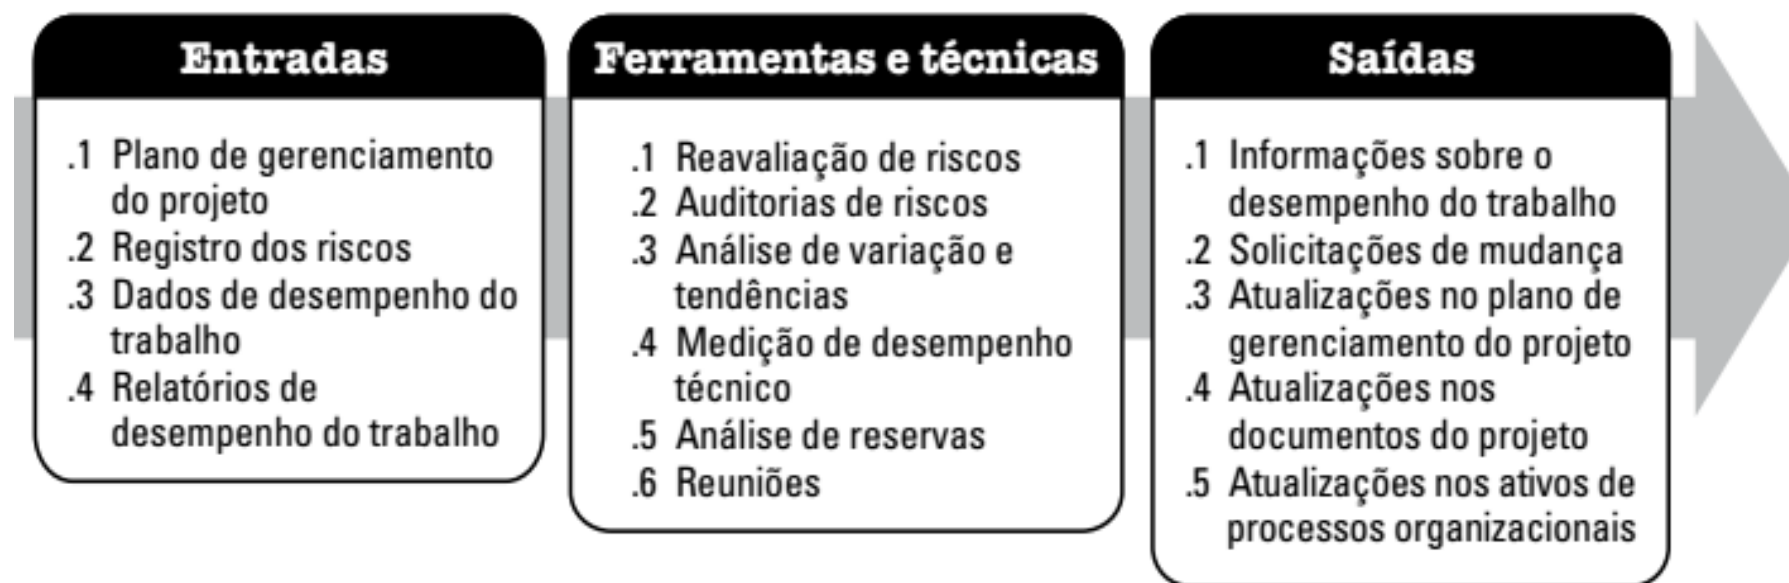 Entradas
.1 Plano de gerenciamento
do projeto
.2 Registro dos riscos
.3 Dados de desempenho do
trabalho
.4 Relatórios de
desempenho do trabalho
Ferramentas e técnicas
.1 Reavaliação de riscos
.2 Auditorias de riscos
.3 Análise de variação e
tendências
.4 Medição de desempenho
técnico
.5 Análise de reservas
.6 Reuniões
Saídas
.1 Informações sobre o
desempenho do trabalho
.2 Solicitações de mudança
.3 Atualizações no plano de
gerenciamento do projeto
.4 Atualizações nos
documentos do projeto
.5 Atualizações nos ativos de
processos organizacionais